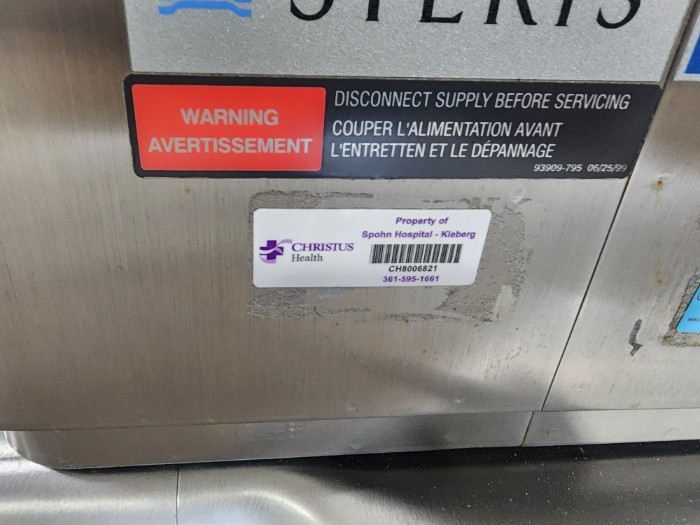 STERIS
WARNING
AVERTISSEMENT
DISCONNECT SUPPLY BEFORE SERVICING
COUPER L'ALIMENTATION AVANT
L'ENTRETTEN ET LE DÉPANNAGE
93909-795 06/25/99
CHRISTUS
Health
Property of
Spohn Hospital - Kleberg
CH8006821
361-595-1661